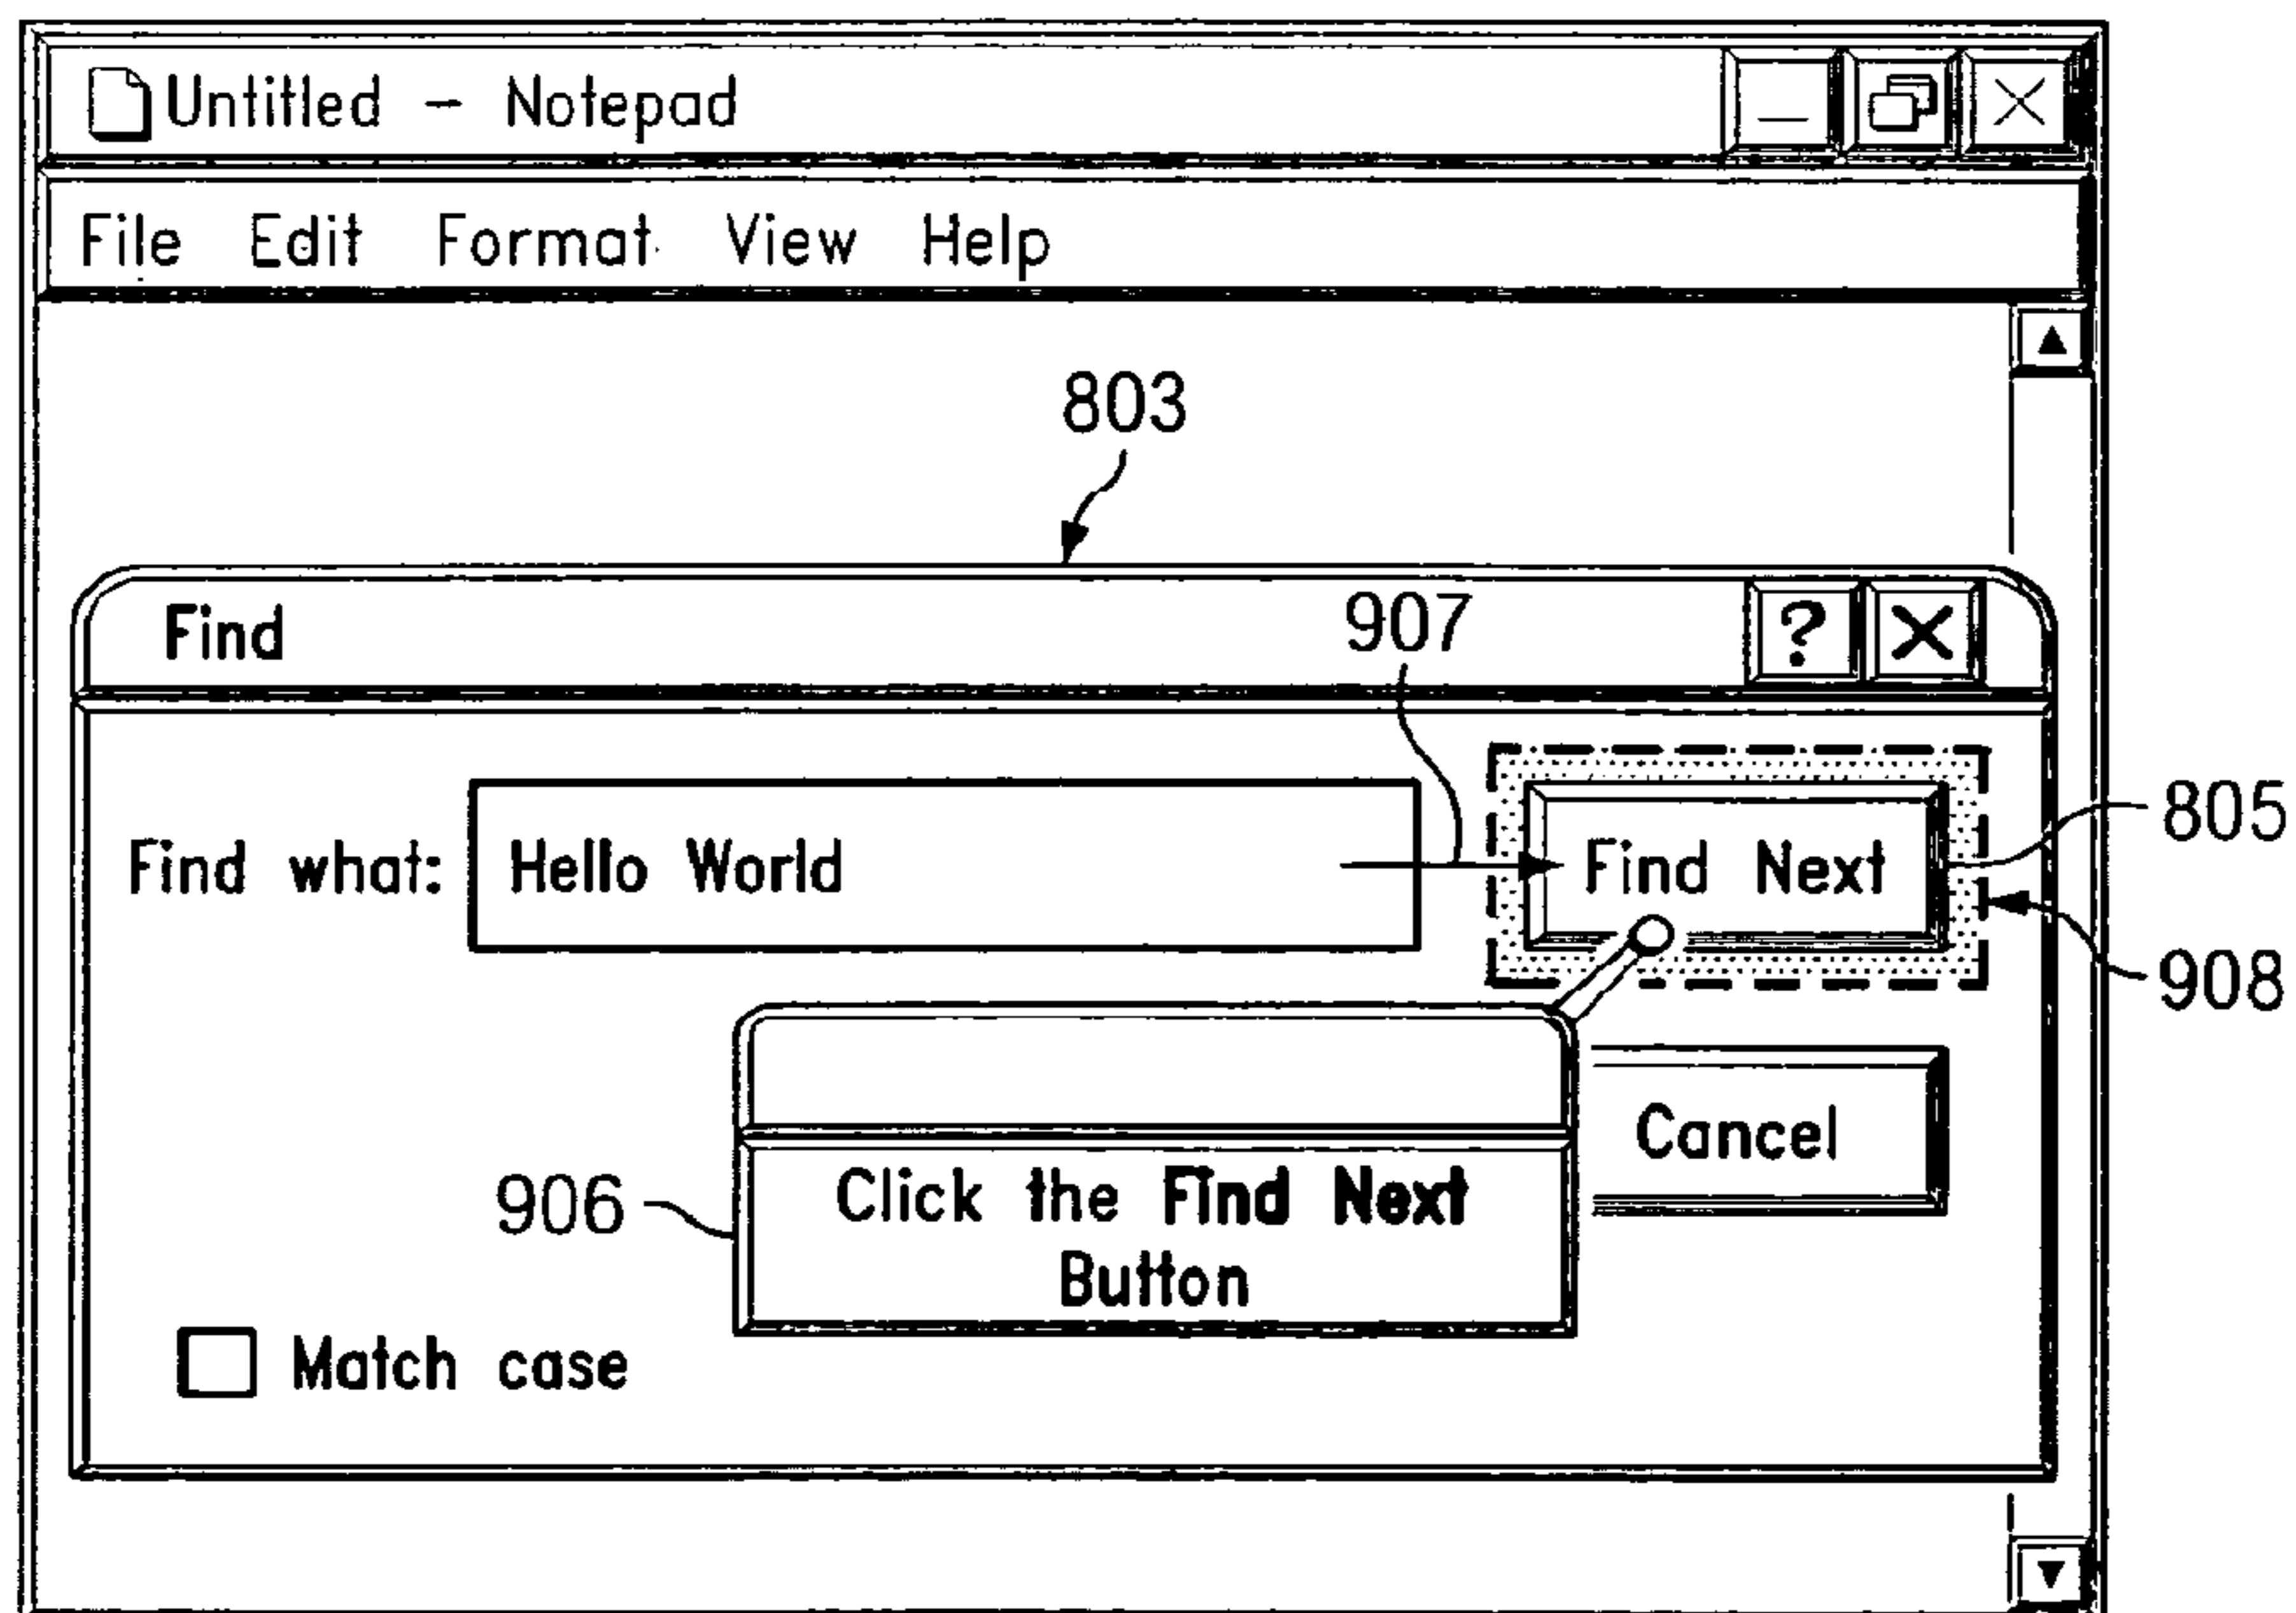 Untitled - Notepad
File Edit Format View Help
803
Find
907
?
Find what: Hello World
Find Next
805
908
Cancel
906
Click the Find Next
Button
Match case